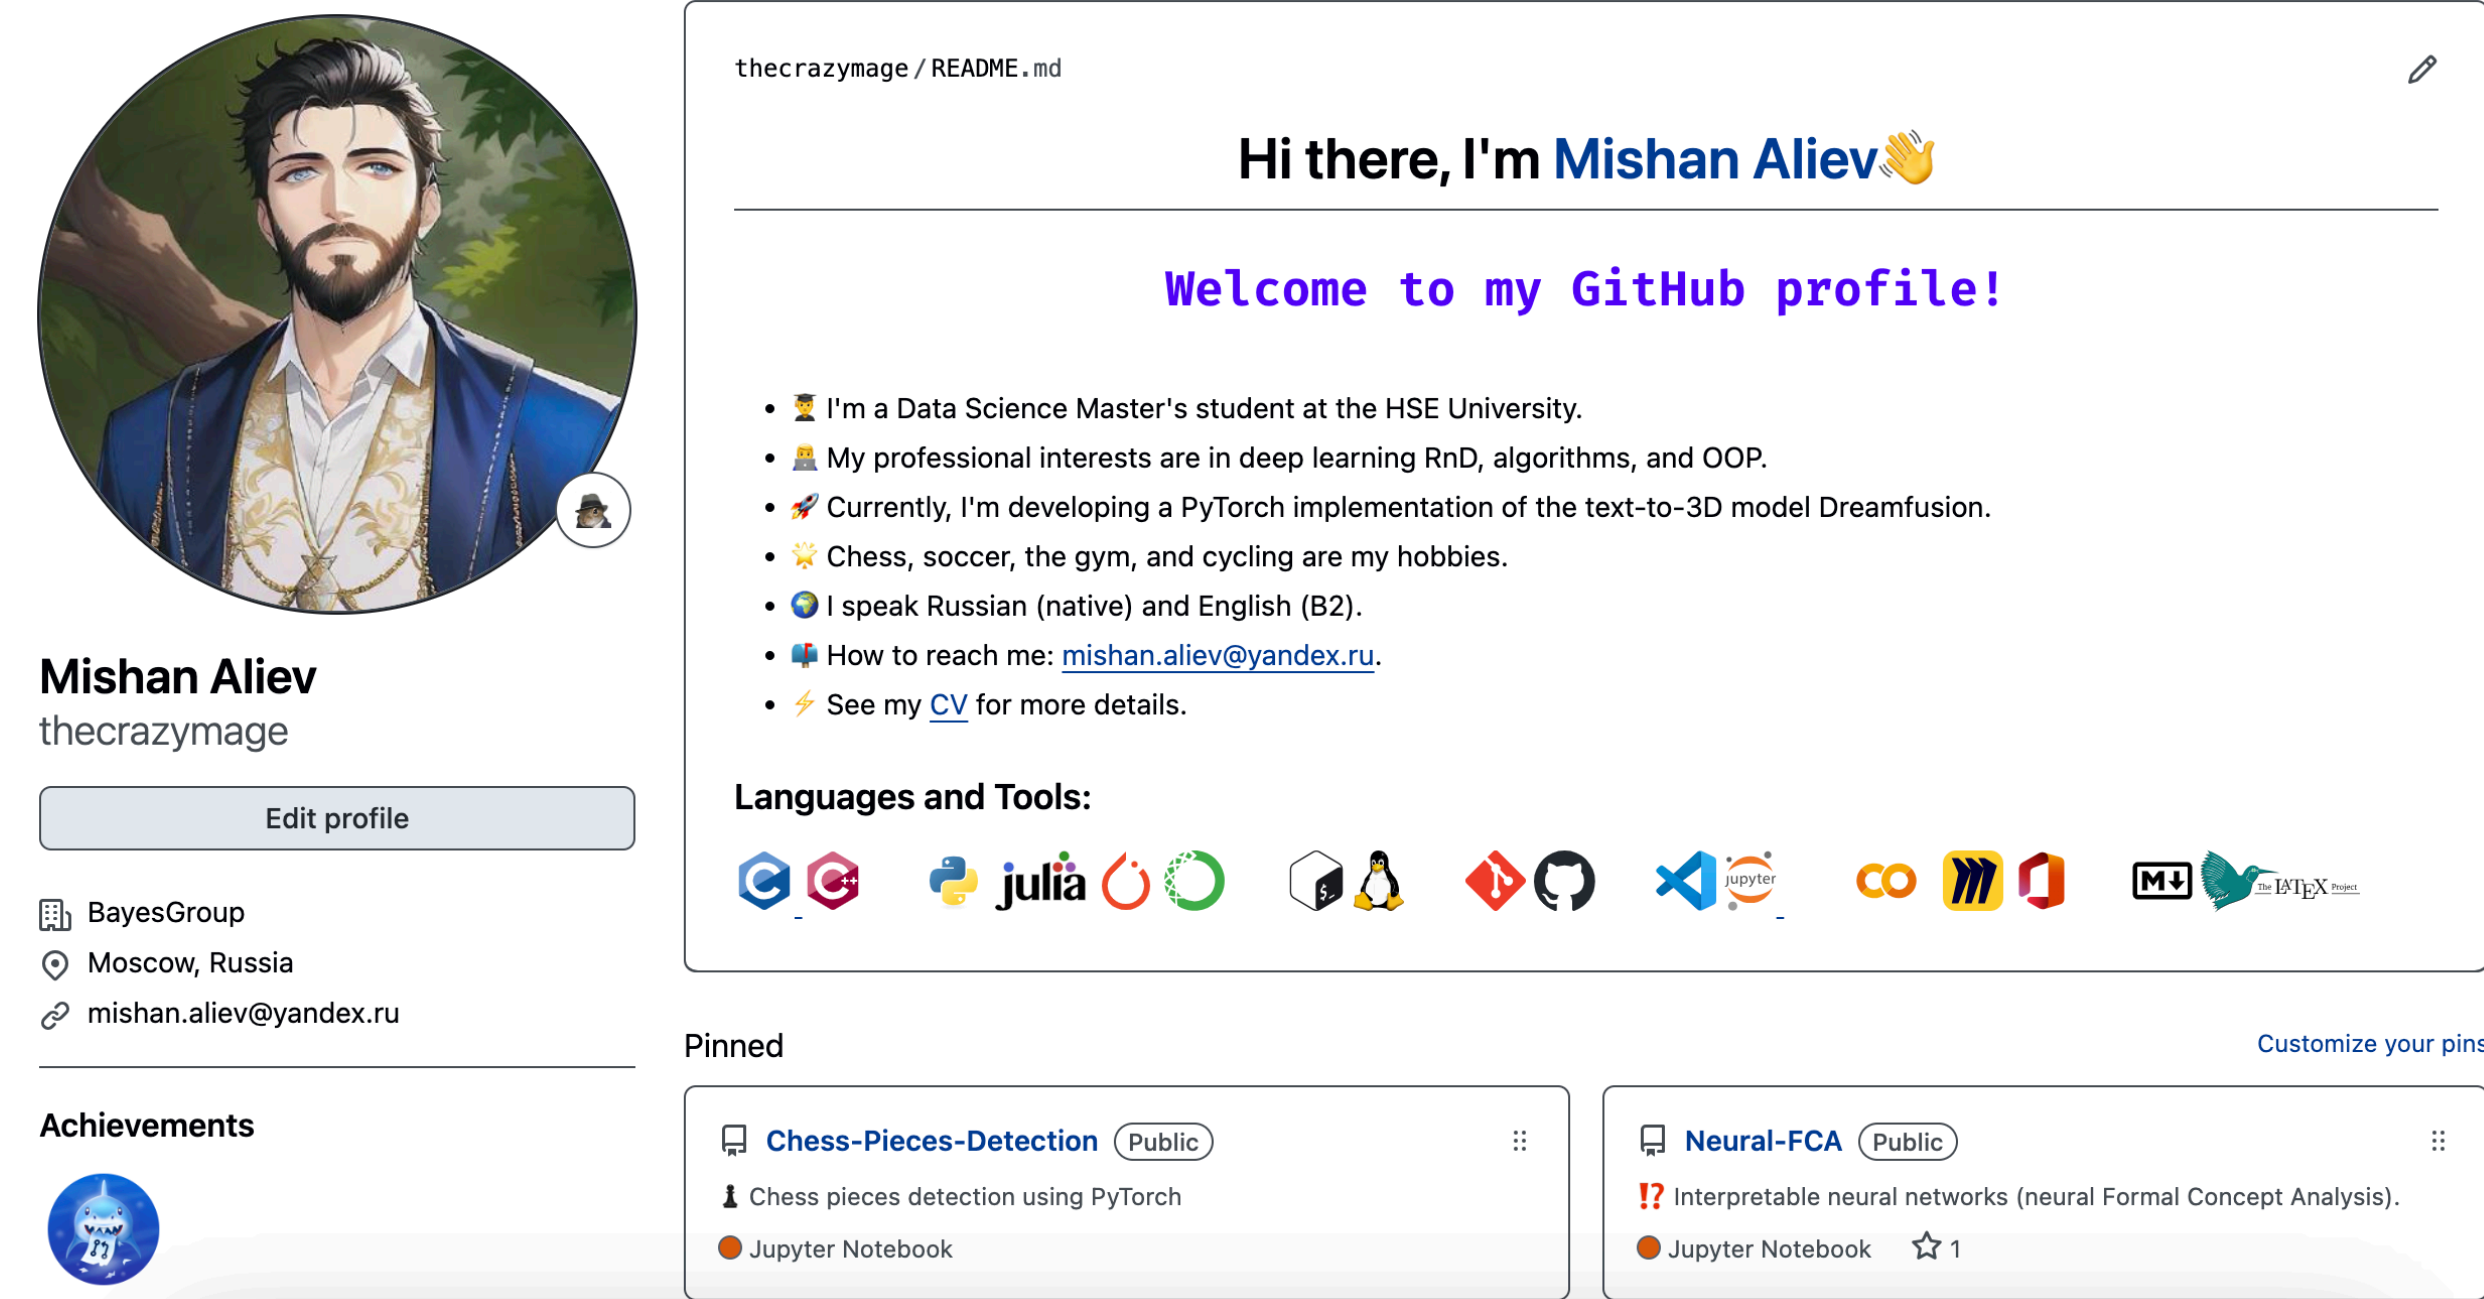 thecrazymage/README.md
Hi there, I'm Mishan Aliev👋
Welcome to my GitHub profile!
👨‍🎓 I'm a Data Science Master's student at the HSE University.
👨‍💻 My professional interests are in deep learning RnD, algorithms, and OOP.
🚀 Currently, I'm developing a PyTorch implementation of the text-to-3D model Dreamfusion.
🌟 Chess, soccer, the gym, and cycling are my hobbies.
🌍 I speak Russian (native) and English (B2).
📫 How to reach me: mishan.aliev@yandex.ru.
⚡ See my CV for more details.
Languages and Tools:
C C++ julia $_ jupyter M↓ The LATEX Project
Mishan Aliev
thecrazymage
Edit profile
BayesGroup
Moscow, Russia
mishan.aliev@yandex.ru
Achievements
Pinned
Customize your pins
Chess-Pieces-Detection Public
♟ Chess pieces detection using PyTorch
Jupyter Notebook
Neural-FCA Public
⁉️ Interpretable neural networks (neural Formal Concept Analysis).
Jupyter Notebook ☆ 1